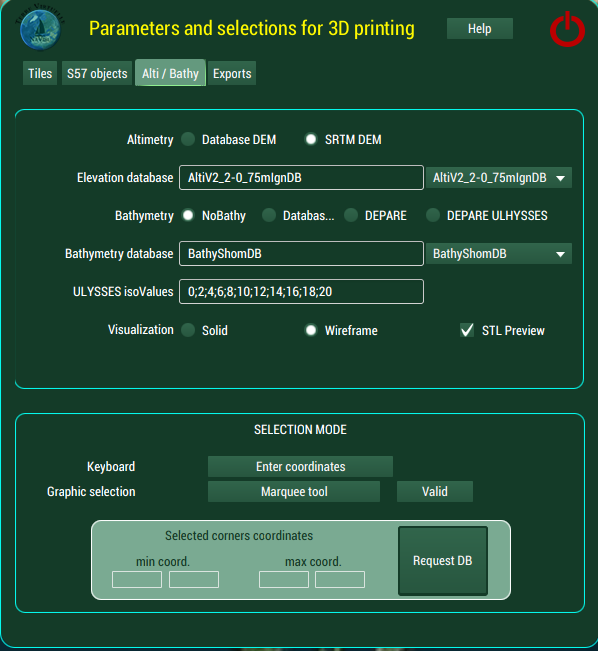 Parameters and selections for 3D printing
Help
Tiles S57 objects Alti / Bathy Exports
Altimetry Database DEM SRTM DEM
Elevation database AltiV2_2-0_75mIgnDB AltiV2_2-0_75mIgnDB
Bathymetry NoBathy Databas... DEPARE DEPARE ULHYSSES
Bathymetry database BathyShomDB BathyShomDB
ULYSSES isoValues 0;2;4;6;8;10;12;14;16;18;20
Visualization Solid Wireframe STL Preview
SELECTION MODE
Keyboard Enter coordinates
Graphic selection Marquee tool Valid
Selected corners coordinates
min coord. max coord.
Request DB